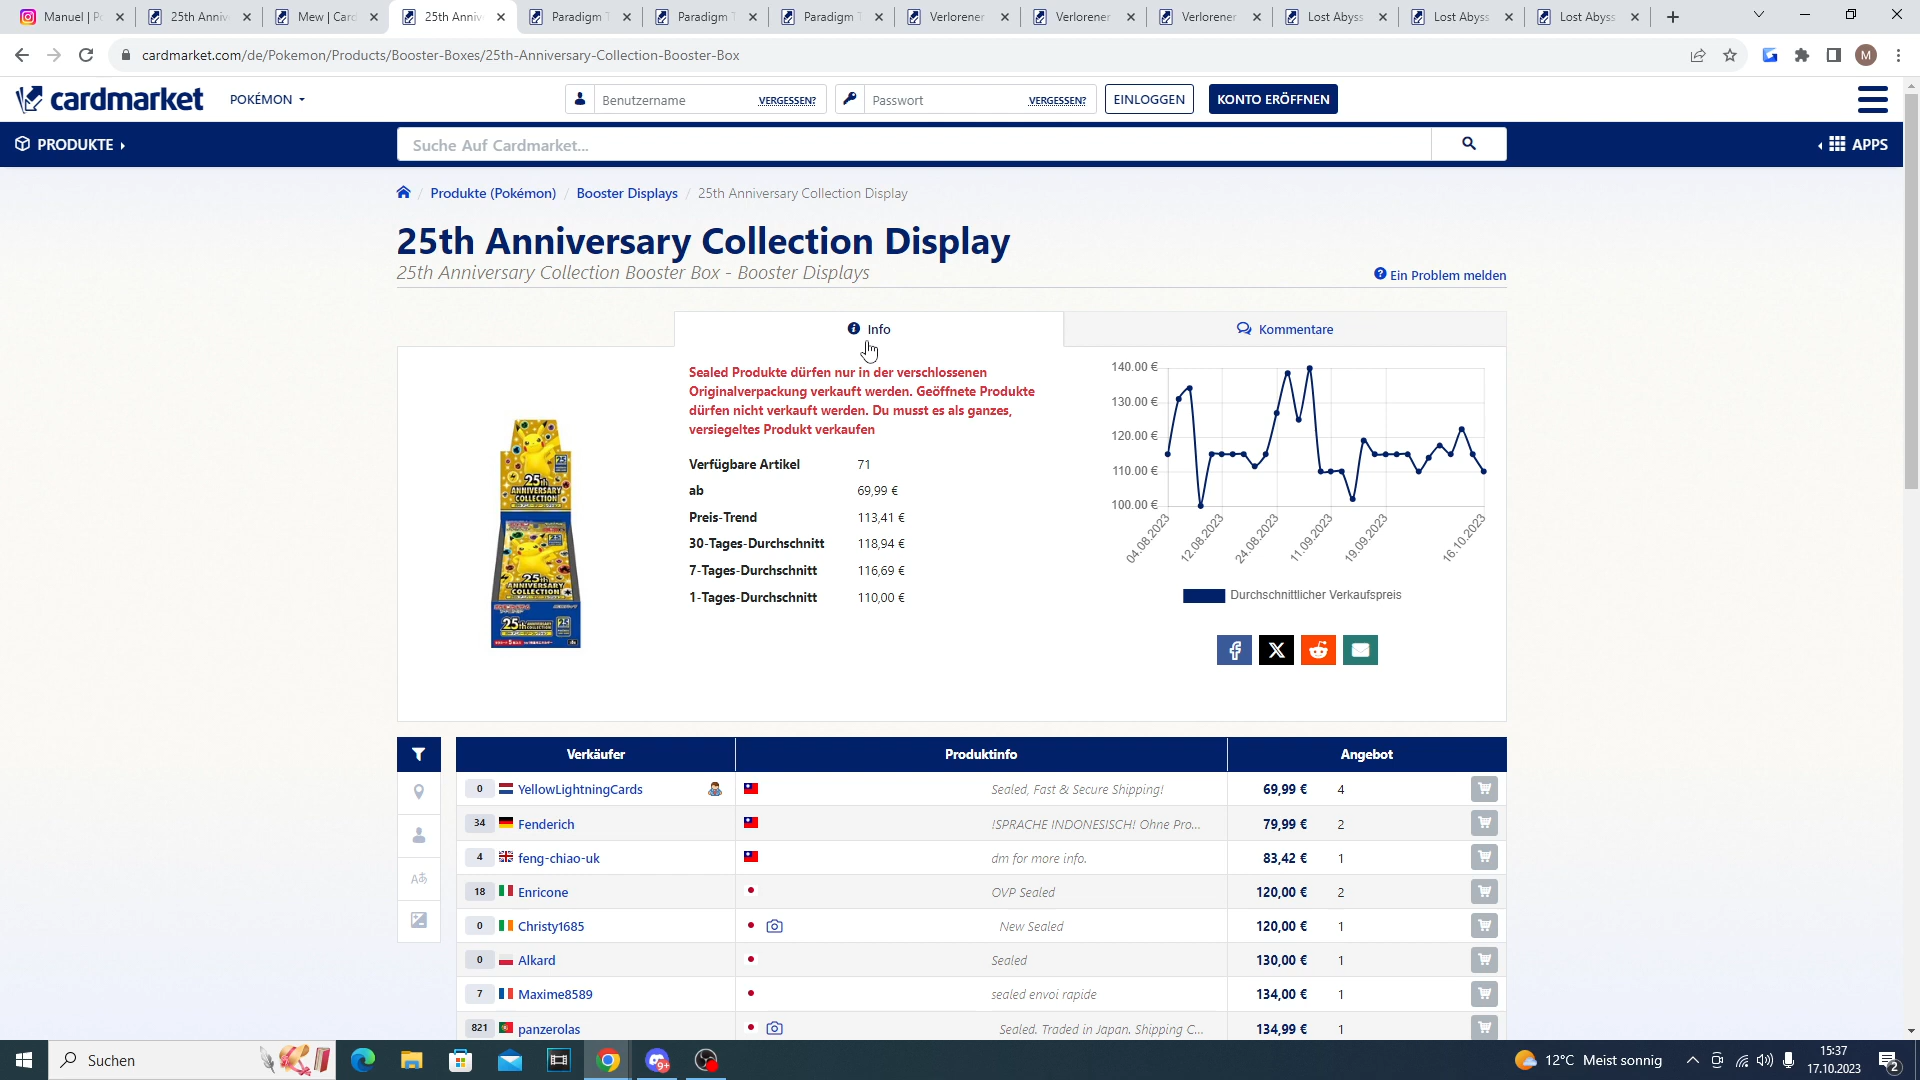 Manuel | P
25th Anniv
Mew | Card
25th Anniv
Paradigm T
Paradigm T
Paradigm T
Verlorener
Verlorener
Verlorener
Lost Abyss
Lost Abyss
Lost Abyss
cardmarket.com/de/Pokemon/Products/Booster-Boxes/25th-Anniversary-Collection-Booster-Box
M
cardmarket
POKÉMON
Benutzername
VERGESSEN?
Passwort
VERGESSEN?
EINLOGGEN
KONTO ERÖFFNEN
PRODUKTE
Suche Auf Cardmarket...
APPS
/ Produkte (Pokémon) / Booster Displays / 25th Anniversary Collection Display
25th Anniversary Collection Display
25th Anniversary Collection Booster Box - Booster Displays
Ein Problem melden
Info
Kommentare
Sealed Produkte dürfen nur in der verschlossenen
Originalverpackung verkauft werden. Geöffnete Produkte
dürfen nicht verkauft werden. Du musst es als ganzes,
versiegeltes Produkt verkaufen
Verfügbare Artikel 71
ab 69,99 €
Preis-Trend 113,41 €
30-Tages-Durchschnitt 118,94 €
7-Tages-Durchschnitt 116,69 €
1-Tages-Durchschnitt 110,00 €
25th
ANNIVERSARY
COLLECTION
25
25th
ANNIVERSARY
COLLECTION
25th
140.00 €
130.00 €
120.00 €
110.00 €
100.00 €
04.08.2023
12.08.2023
24.08.2023
11.09.2023
19.09.2023
16.10.2023
Durchschnittlicher Verkaufspreis
Verkäufer Produktinfo Angebot
0 YellowLightningCards Sealed, Fast & Secure Shipping! 69,99 € 4
34 Fenderich !SPRACHE INDONESISCH! Ohne Pro... 79,99 € 2
4 feng-chiao-uk dm for more info. 83,42 € 1
18 Enricone OVP Sealed 120,00 € 2
0 Christy1685 New Sealed 120,00 € 1
0 Alkard Sealed 130,00 € 1
7 Maxime8589 sealed envoi rapide 134,00 € 1
821 panzerolas Sealed. Traded in Japan. Shipping C... 134,99 € 1
Suchen
9+
12°C Meist sonnig
15:37
17.10.2023
2